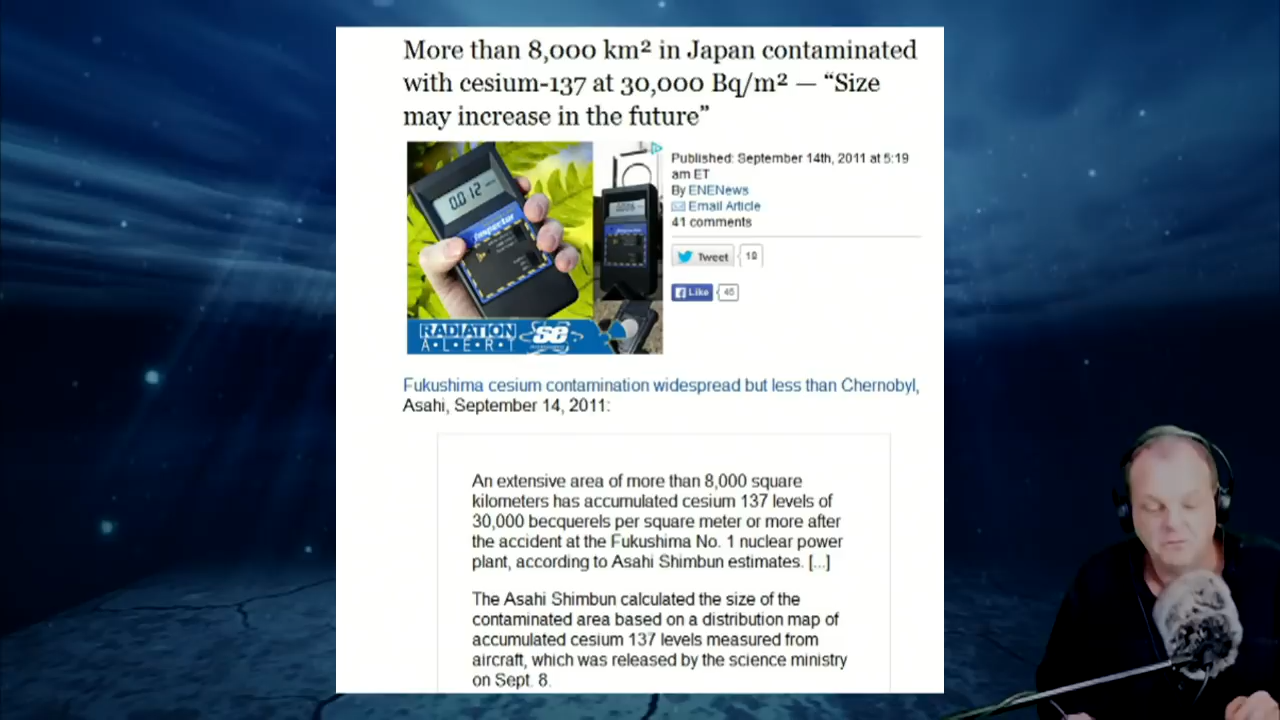 More than 8,000 km² in Japan contaminated
with cesium-137 at 30,000 Bq/m² — “Size
may increase in the future”
Published: September 14th, 2011 at 5:19
am ET
By ENENews
Email Article
41 comments
Tweet
Like
0.012
Inspector
RADIATION
A•L•E•R•T
se
Fukushima cesium contamination widespread but less than Chernobyl,
Asahi, September 14, 2011:
An extensive area of more than 8,000 square
kilometers has accumulated cesium 137 levels of
30,000 becquerels per square meter or more after
the accident at the Fukushima No. 1 nuclear power
plant, according to Asahi Shimbun estimates. [...]
The Asahi Shimbun calculated the size of the
contaminated area based on a distribution map of
accumulated cesium 137 levels measured from
aircraft, which was released by the science ministry
on Sept. 8.